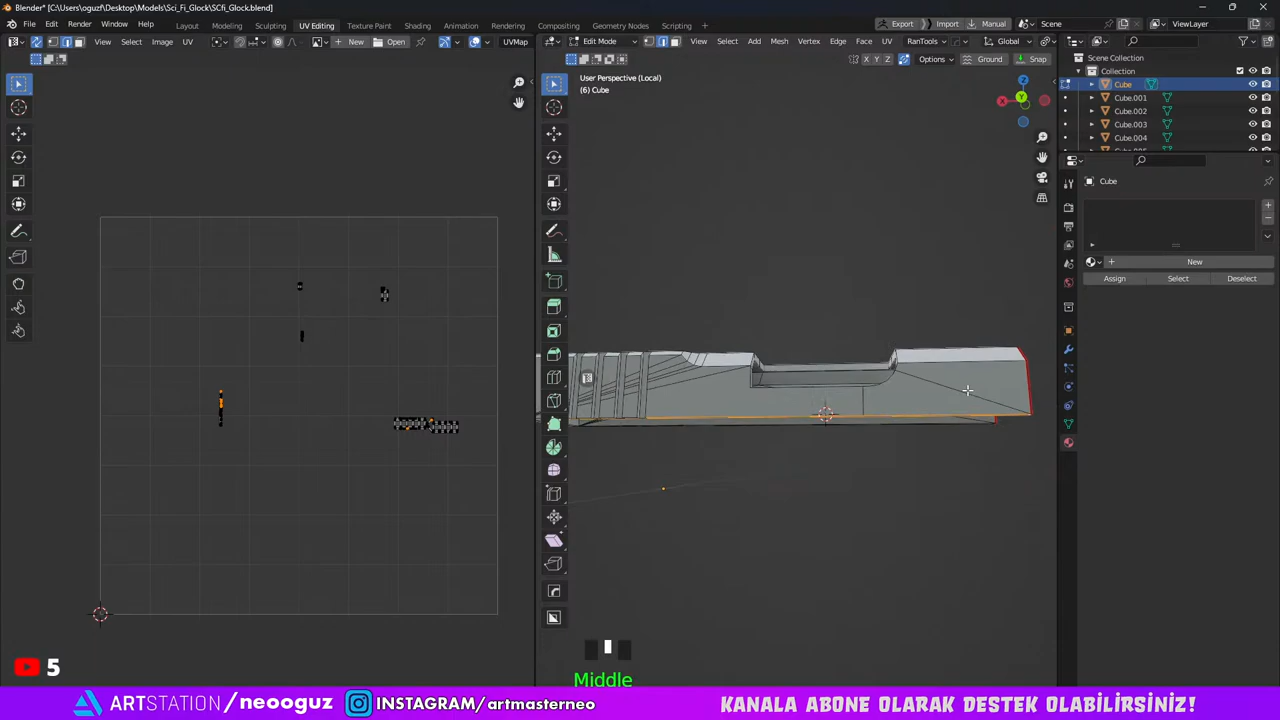 Blender* [C:\Users\oguzf\Desktop\Models\Sci_Fi_Glock\SCfi_Glock.blend]
File Edit Render Window Help Layout Modeling Sculpting UV Editing Texture Paint Shading Animation Rendering Compositing Geometry Nodes Scripting Export Import Manual Scene ViewLayer
View Select Image UV New Open UVMap Edit Mode View Select Add Mesh Vertex Edge Face UV RanTools Global
X Y Z Options Ground Snap
Scene Collection
Collection
Cube
Cube.001
Cube.002
Cube.003
Cube.004
User Perspective (Local)
(6) Cube
Z
X
Y
Cube
New
Assign Select Deselect
5
Middle
ARTSTATION/neooguz INSTAGRAM/artmasterneo KANALA ABONE OLARAK DESTEK OLABİLİRSİNİZ!